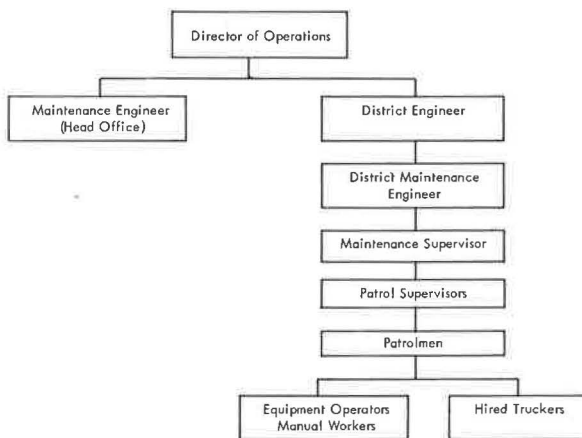 Director of Operations
Maintenance Engineer
(Head Office)
District Engineer
District Maintenance
Engineer
Maintenance Supervisor
Patrol Supervisors
Patrolmen
Equipment Operators
Manual Workers
Hired Truckers